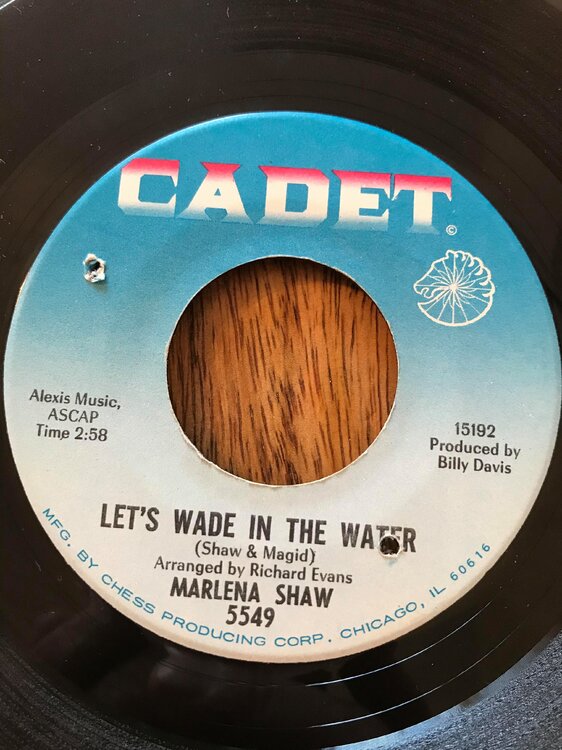 CADET
©
Alexis Music,
ASCAP
Time 2:58
15192
Produced by
Billy Davis
LET'S WADE IN THE WATER
(Shaw & Magid)
Arranged by Richard Evans
MARLENA SHAW
5549
MFG. BY CHESS PRODUCING CORP. CHICAGO, IL 60616